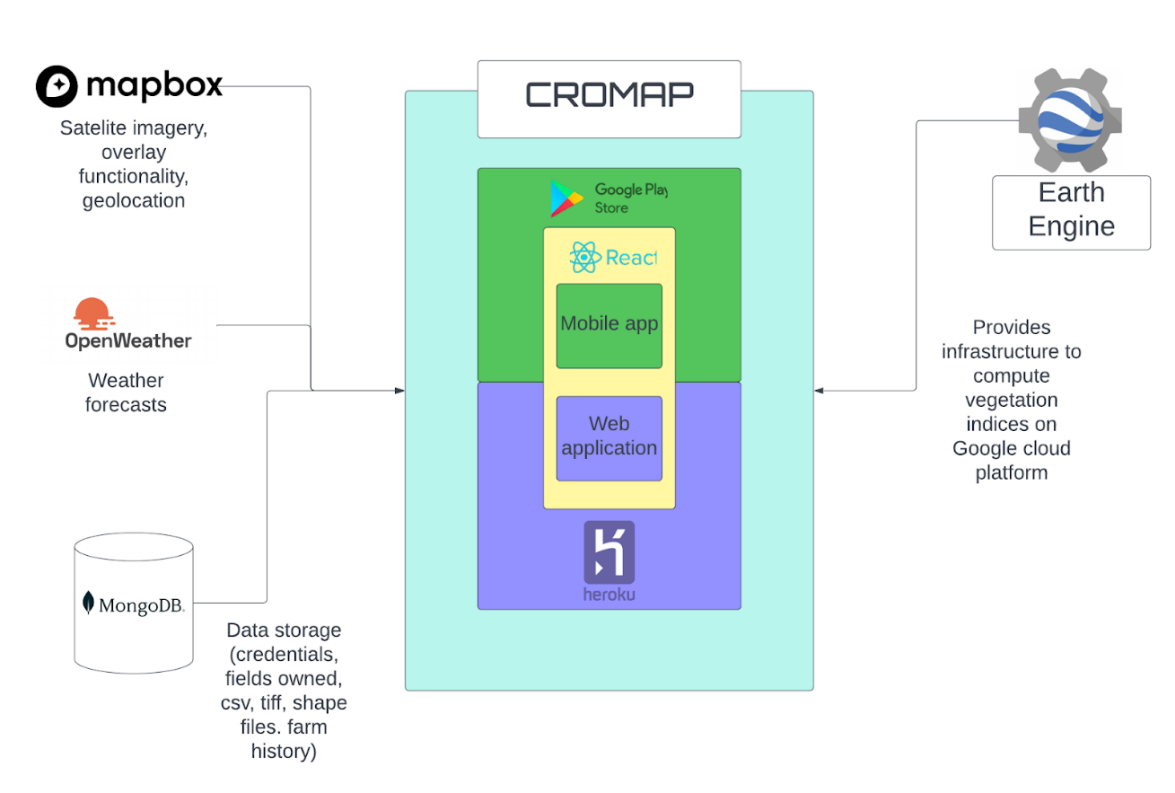 mapbox
Satelite imagery,
overlay
functionality,
geolocation
OpenWeather
Weather
forecasts
MongoDB.
Data storage
(credentials,
fields owned,
csv, tiff, shape
files. farm
history)
CROMAP
Google Play
Store
React
Mobile app
Web
application
heroku
Earth
Engine
Provides
infrastructure to
compute
vegetation
indices on
Google cloud
platform